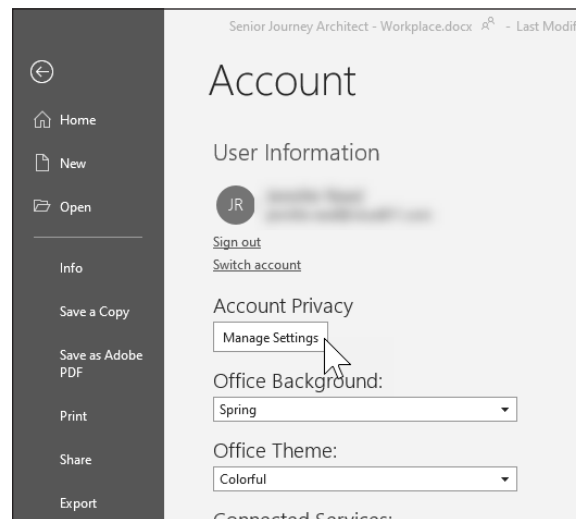 Senior Journey Architect - Workplace.docx - Last Modif
Account
Home
New
Open
Info
Save a Copy
Save as Adobe
PDF
Print
Share
Export
User Information
JR
Sign out
Switch account
Account Privacy
Manage Settings
Office Background:
Spring
Office Theme:
Colorful
Connected Services: